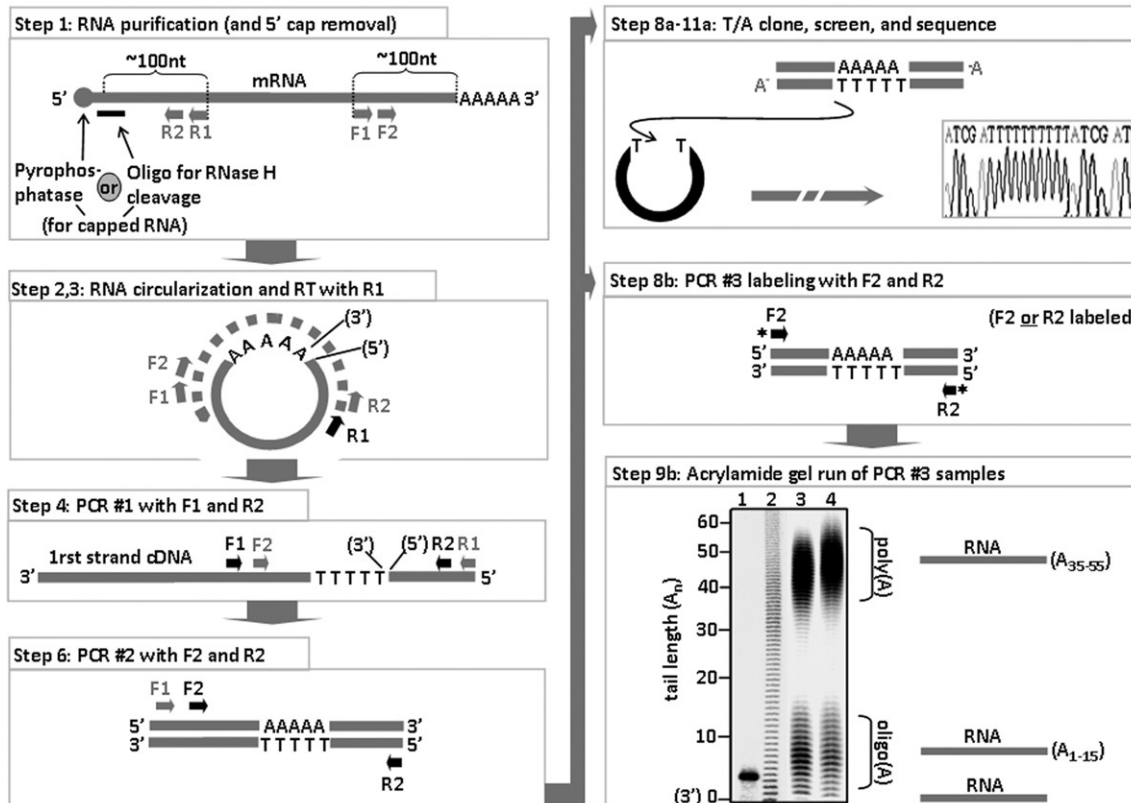 Step 1: RNA purification (and 5' cap removal)
~100nt
~100nt
5'
mRNA
AAAAA 3'
R2
R1
F1
F2
Pyrophos-
phatase
or
Oligo for RNase H
cleavage
(for capped RNA)
Step 2,3: RNA circularization and RT with R1
(3')
(5')
A A A A A
F2
F1
R2
R1
Step 4: PCR #1 with F1 and R2
1rst strand cDNA
F1
F2
(3')
(5')
R2
R1
3'
T T T T T
5'
Step 6: PCR #2 with F2 and R2
F1
F2
5'
AAAAA
3'
3'
T T T T T
5'
R2
Step 8a-11a: T/A clone, screen, and sequence
AAAAA
-A
A-
T T T T T
T
T
ATCG ATTTTTTTTTTATCG AT
Step 8b: PCR #3 labeling with F2 and R2
F2
(F2 or R2 labeled
*
5'
AAAAA
3'
3'
T T T T T
5'
R2
*
Step 9b: Acrylamide gel run of PCR #3 samples
1 2 3 4
60
50
40
30
20
10
(3') 0
tail length (An)
poly(A)
oligo(A)
RNA
(A35-55)
RNA
(A1-15)
RNA